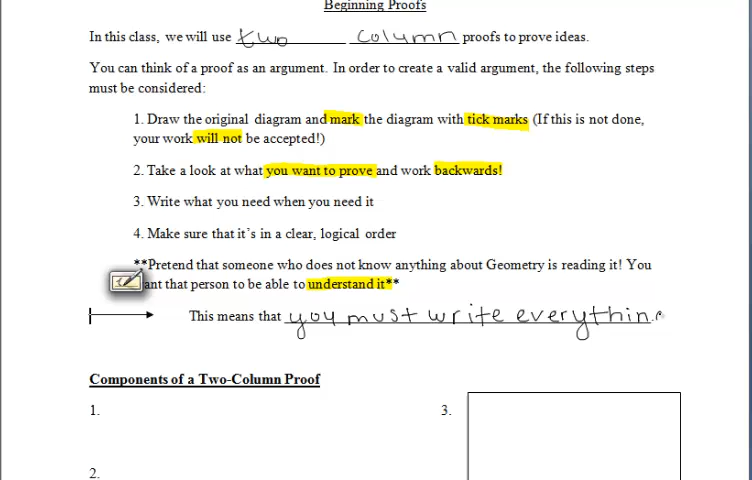 Beginning Proofs
In this class, we will use two column proofs to prove ideas.
You can think of a proof as an argument. In order to create a valid argument, the following steps
must be considered:
1. Draw the original diagram and mark the diagram with tick marks (If this is not done,
your work will not be accepted!)
2. Take a look at what you want to prove and work backwards!
3. Write what you need when you need it
4. Make sure that it's in a clear, logical order
**Pretend that someone who does not know anything about Geometry is reading it! You
ant that person to be able to understand it**
This means that you must write everythin
Components of a Two-Column Proof
1.
3.
2.